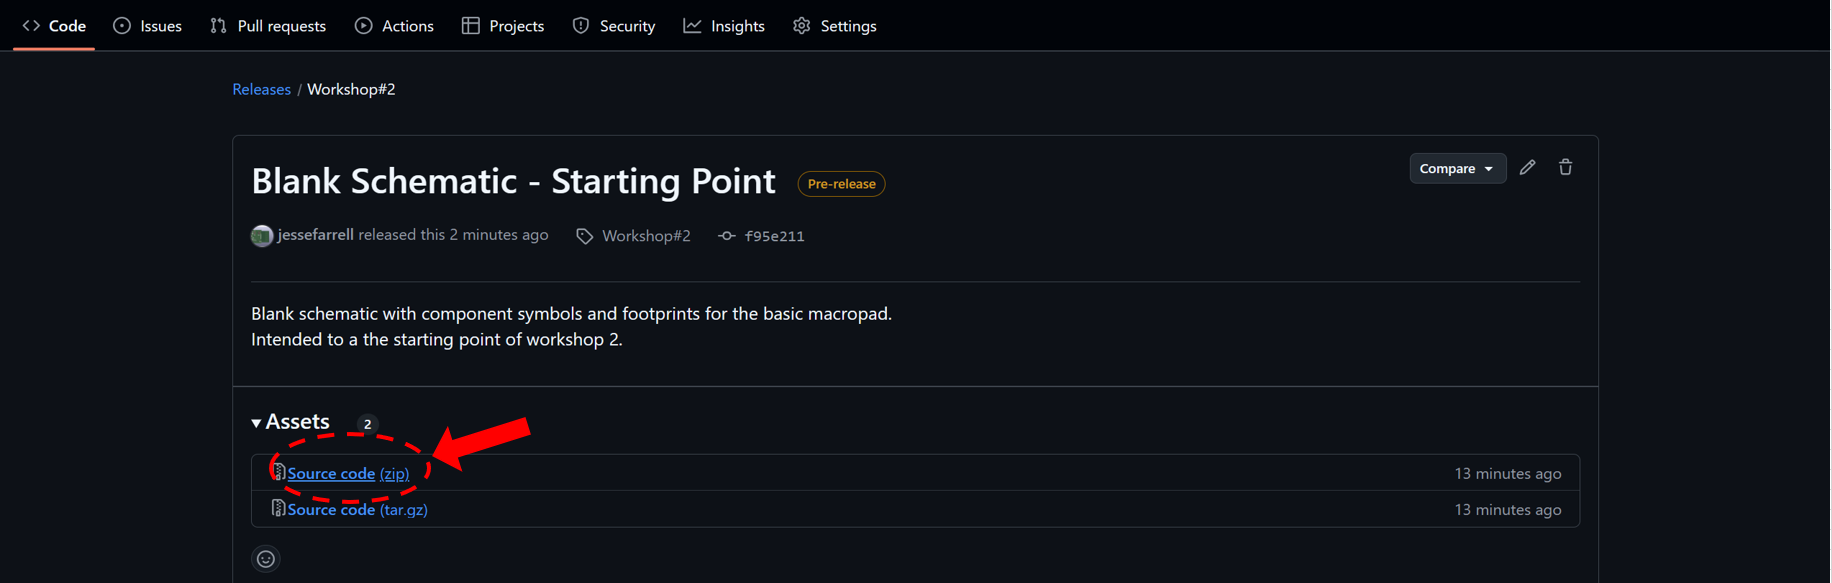 Code Issues Pull requests Actions Projects Security Insights Settings
Releases / Workshop#2
Blank Schematic - Starting Point Pre-release Compare
jessefarrell released this 2 minutes ago Workshop#2 f95e211
Blank schematic with component symbols and footprints for the basic macropad.
Intended to a the starting point of workshop 2.
Assets 2
Source code (zip) 13 minutes ago
Source code (tar.gz) 13 minutes ago